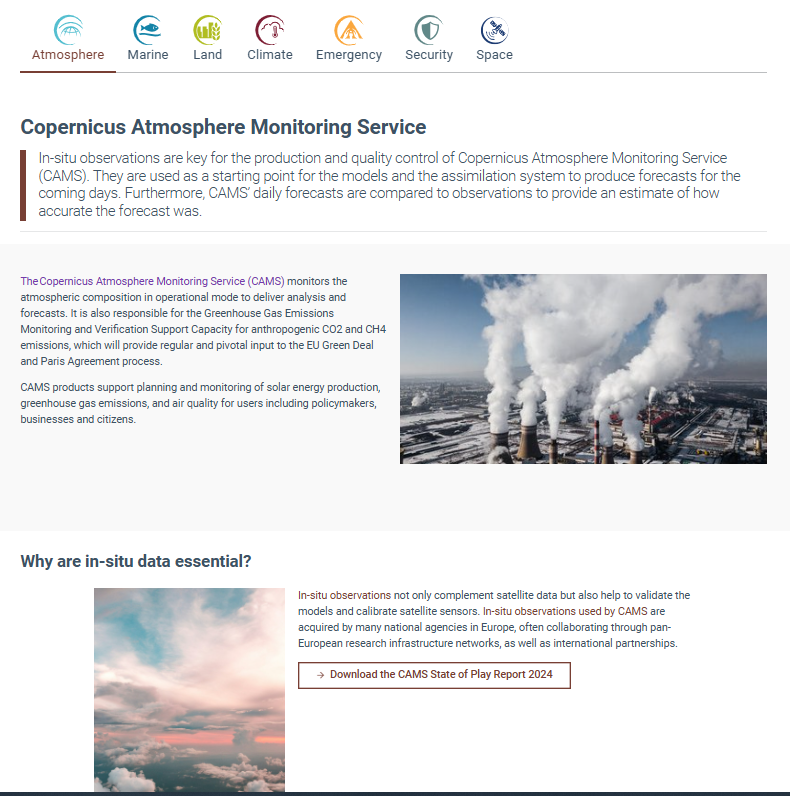 Atmosphere Marine Land Climate Emergency Security Space
Copernicus Atmosphere Monitoring Service
In-situ observations are key for the production and quality control of Copernicus Atmosphere Monitoring Service
(CAMS). They are used as a starting point for the models and the assimilation system to produce forecasts for the
coming days. Furthermore, CAMS’ daily forecasts are compared to observations to provide an estimate of how
accurate the forecast was.
The Copernicus Atmosphere Monitoring Service (CAMS) monitors the
atmospheric composition in operational mode to deliver analysis and
forecasts. It is also responsible for the Greenhouse Gas Emissions
Monitoring and Verification Support Capacity for anthropogenic CO2 and CH4
emissions, which will provide regular and pivotal input to the EU Green Deal
and Paris Agreement process.
CAMS products support planning and monitoring of solar energy production,
greenhouse gas emissions, and air quality for users including policymakers,
businesses and citizens.
Why are in-situ data essential?
In-situ observations not only complement satellite data but also help to validate the
models and calibrate satellite sensors. In-situ observations used by CAMS are
acquired by many national agencies in Europe, often collaborating through pan-
European research infrastructure networks, as well as international partnerships.
→ Download the CAMS State of Play Report 2024